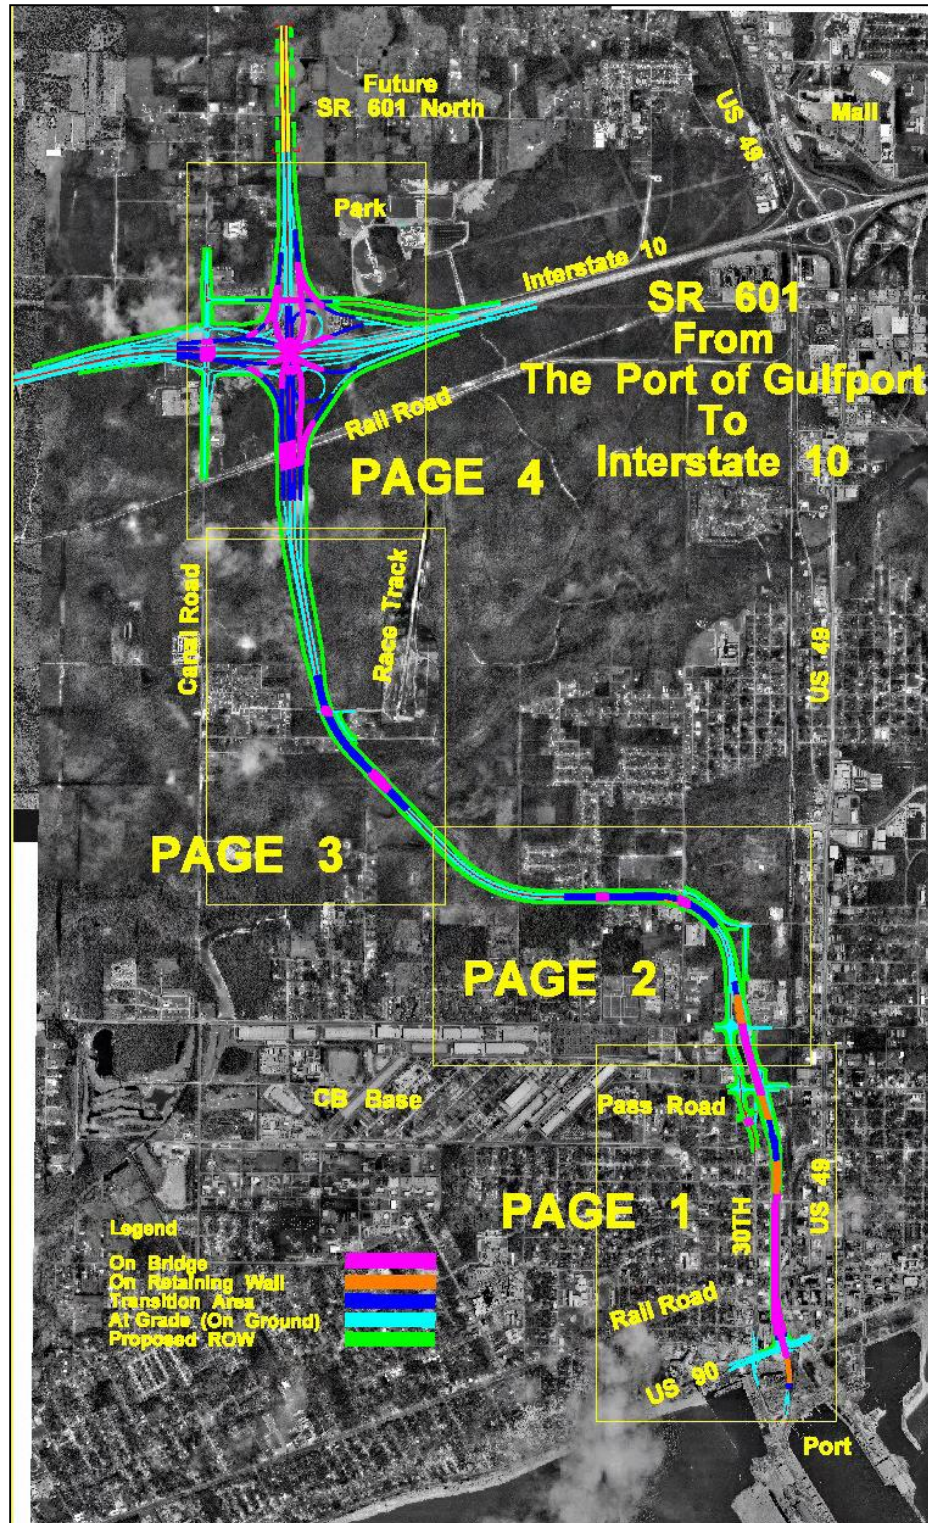 Future
SR 601 North
US 49
Mall
Park
Interstate 10
SR 601
From
The Port of Gulfport
To
Interstate 10
Rail Road
PAGE 4
Canal Road
Race Track
US 49
PAGE 3
PAGE 2
CB Base
Pass Road
PAGE 1
30TH
US 49
Legend
On Bridge
On Retaining Wall
Transition Area
At Grade (On Ground)
Proposed ROW
Rail Road
US 90
Port